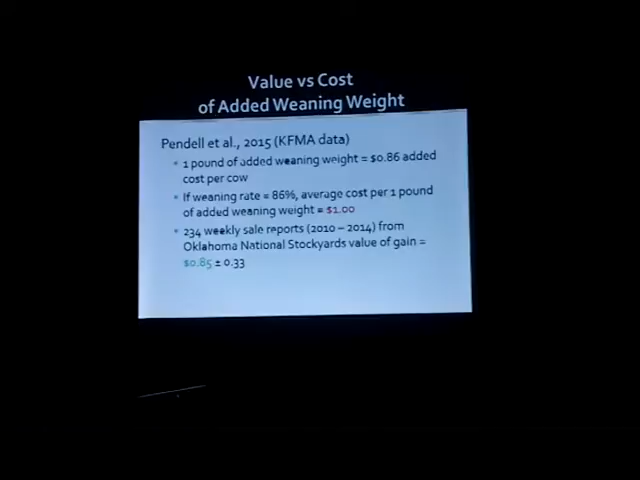 Value vs Cost
of Added Weaning Weight
Pendell et al., 2015 (KFMA data)
1 pound of added weaning weight = $0.86 added
cost per cow
If weaning rate = 86%, average cost per 1 pound
of added weaning weight = $1.00
234 weekly sale reports (2010 – 2014) from
Oklahoma National Stockyards value of gain =
$0.85 ± 0.33